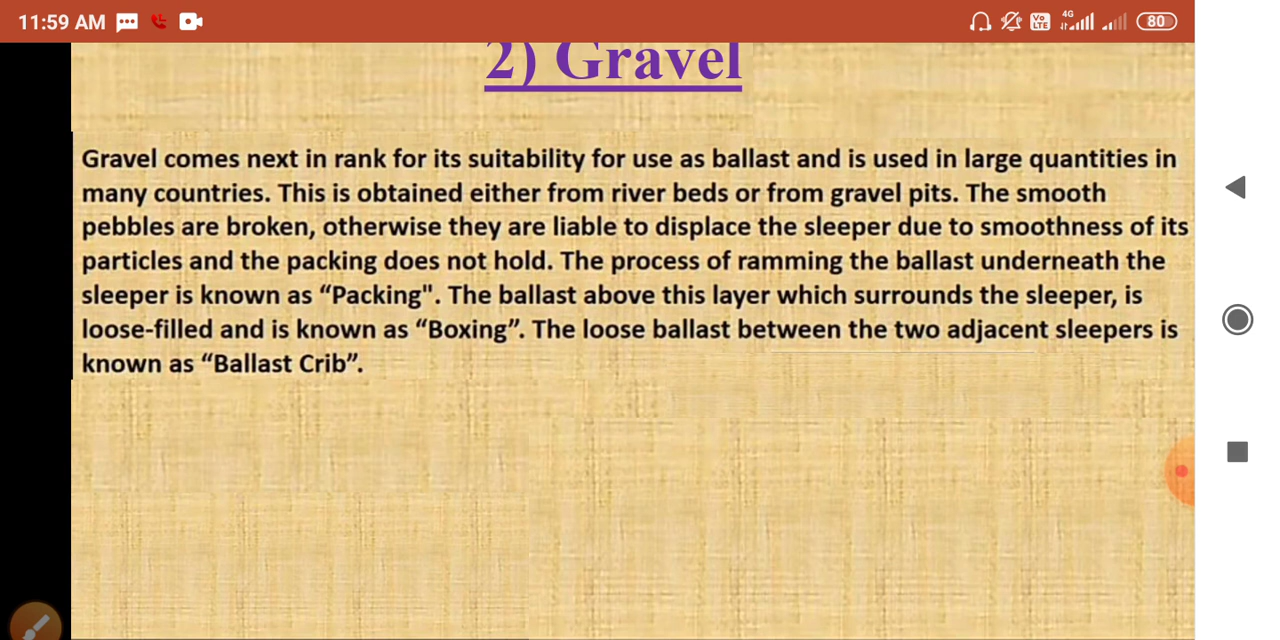 11:59 AM
Vo LTE
4G
80
2) Gravel
Gravel comes next in rank for its suitability for use as ballast and is used in large quantities in
many countries. This is obtained either from river beds or from gravel pits. The smooth
pebbles are broken, otherwise they are liable to displace the sleeper due to smoothness of its
particles and the packing does not hold. The process of ramming the ballast underneath the
sleeper is known as “Packing". The ballast above this layer which surrounds the sleeper, is
loose-filled and is known as “Boxing”. The loose ballast between the two adjacent sleepers is
known as “Ballast Crib”.